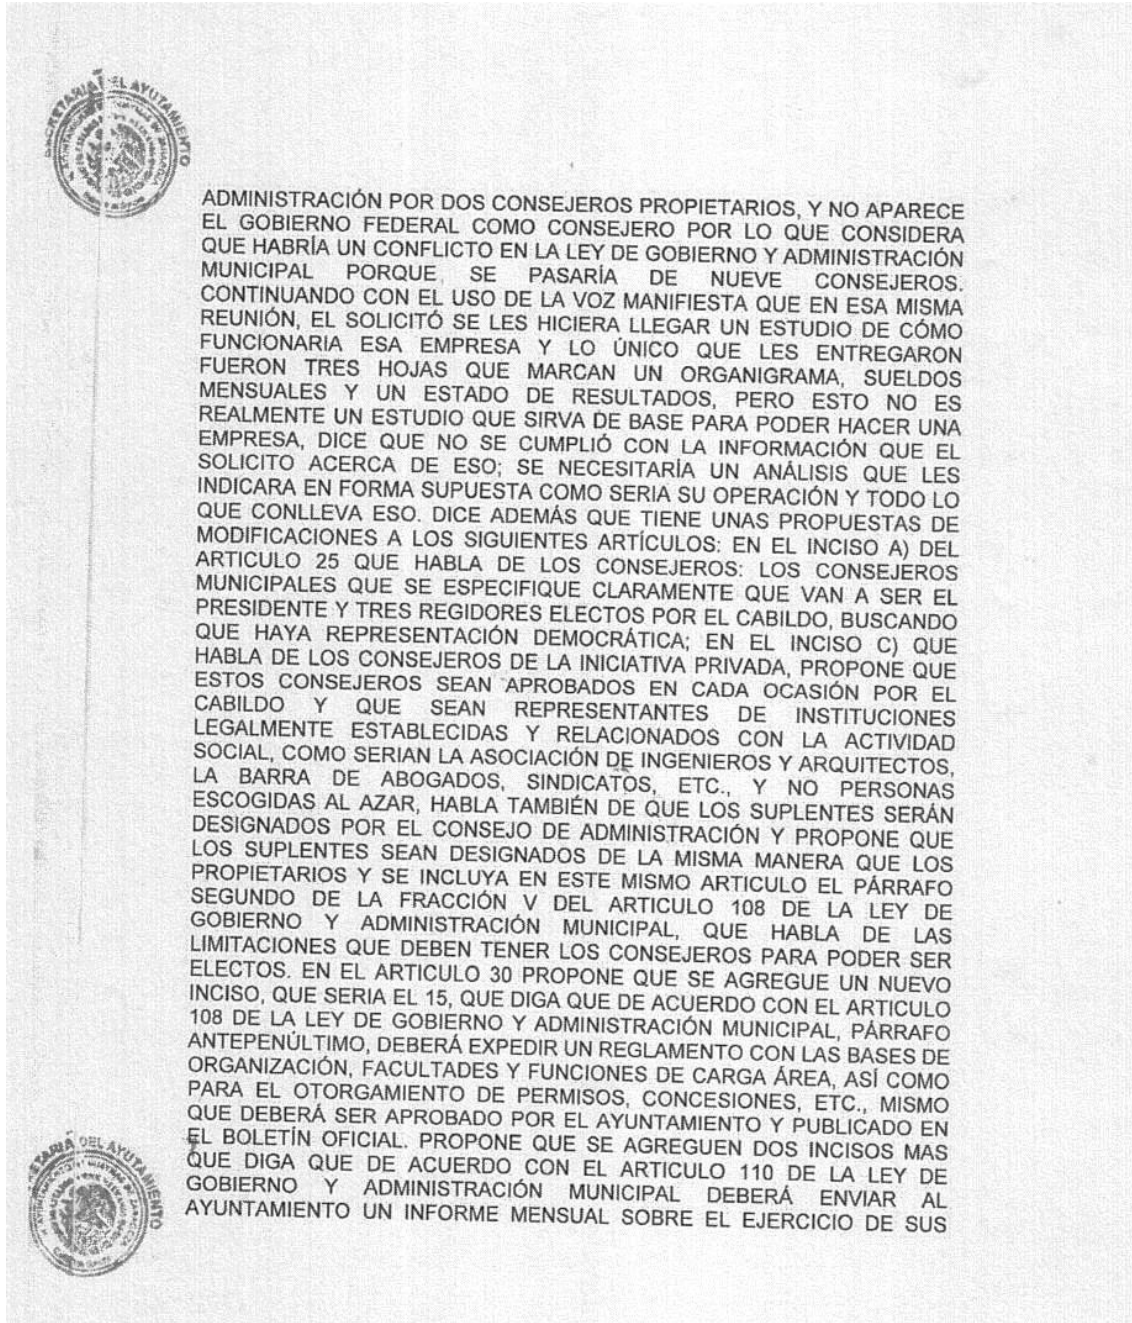 SECRETARIA DEL AYUTAMIENTO
ADMINISTRACIÓN POR DOS CONSEJEROS PROPIETARIOS, Y NO APARECE
EL GOBIERNO FEDERAL COMO CONSEJERO POR LO QUE CONSIDERA
QUE HABRÍA UN CONFLICTO EN LA LEY DE GOBIERNO Y ADMINISTRACIÓN
MUNICIPAL PORQUE SE PASARÍA DE NUEVE CONSEJEROS.
CONTINUANDO CON EL USO DE LA VOZ MANIFIESTA QUE EN ESA MISMA
REUNIÓN, EL SOLICITÓ SE LES HICIERA LLEGAR UN ESTUDIO DE CÓMO
FUNCIONARIA ESA EMPRESA Y LO ÚNICO QUE LES ENTREGARON
FUERON TRES HOJAS QUE MARCAN UN ORGANIGRAMA, SUELDOS
MENSUALES Y UN ESTADO DE RESULTADOS, PERO ESTO NO ES
REALMENTE UN ESTUDIO QUE SIRVA DE BASE PARA PODER HACER UNA
EMPRESA, DICE QUE NO SE CUMPLIÓ CON LA INFORMACIÓN QUE EL
SOLICITO ACERCA DE ESO; SE NECESITARÍA UN ANÁLISIS QUE LES
INDICARA EN FORMA SUPUESTA COMO SERIA SU OPERACIÓN Y TODO LO
QUE CONLLEVA ESO. DICE ADEMÁS QUE TIENE UNAS PROPUESTAS DE
MODIFICACIONES A LOS SIGUIENTES ARTÍCULOS: EN EL INCISO A) DEL
ARTICULO 25 QUE HABLA DE LOS CONSEJEROS: LOS CONSEJEROS
MUNICIPALES QUE SE ESPECIFIQUE CLARAMENTE QUE VAN A SER EL
PRESIDENTE Y TRES REGIDORES ELECTOS POR EL CABILDO, BUSCANDO
QUE HAYA REPRESENTACIÓN DEMOCRÁTICA; EN EL INCISO C) QUE
HABLA DE LOS CONSEJEROS DE LA INICIATIVA PRIVADA, PROPONE QUE
ESTOS CONSEJEROS SEAN APROBADOS EN CADA OCASIÓN POR EL
CABILDO Y QUE SEAN REPRESENTANTES DE INSTITUCIONES
LEGALMENTE ESTABLECIDAS Y RELACIONADOS CON LA ACTIVIDAD
SOCIAL, COMO SERIAN LA ASOCIACIÓN DE INGENIEROS Y ARQUITECTOS,
LA BARRA DE ABOGADOS, SINDICATOS, ETC., Y NO PERSONAS
ESCOGIDAS AL AZAR, HABLA TAMBIÉN DE QUE LOS SUPLENTES SERÁN
DESIGNADOS POR EL CONSEJO DE ADMINISTRACIÓN Y PROPONE QUE
LOS SUPLENTES SEAN DESIGNADOS DE LA MISMA MANERA QUE LOS
PROPIETARIOS Y SE INCLUYA EN ESTE MISMO ARTICULO EL PÁRRAFO
SEGUNDO DE LA FRACCIÓN V DEL ARTICULO 108 DE LA LEY DE
GOBIERNO Y ADMINISTRACIÓN MUNICIPAL, QUE HABLA DE LAS
LIMITACIONES QUE DEBEN TENER LOS CONSEJEROS PARA PODER SER
ELECTOS. EN EL ARTICULO 30 PROPONE QUE SE AGREGUE UN NUEVO
INCISO, QUE SERIA EL 15, QUE DIGA QUE DE ACUERDO CON EL ARTICULO
108 DE LA LEY DE GOBIERNO Y ADMINISTRACIÓN MUNICIPAL, PÁRRAFO
ANTEPENÚLTIMO, DEBERÁ EXPEDIR UN REGLAMENTO CON LAS BASES DE
ORGANIZACIÓN, FACULTADES Y FUNCIONES DE CARGA ÁREA, ASÍ COMO
PARA EL OTORGAMIENTO DE PERMISOS, CONCESIONES, ETC., MISMO
QUE DEBERÁ SER APROBADO POR EL AYUNTAMIENTO Y PUBLICADO EN
EL BOLETÍN OFICIAL. PROPONE QUE SE AGREGUEN DOS INCISOS MAS
QUE DIGA QUE DE ACUERDO CON EL ARTICULO 110 DE LA LEY DE
GOBIERNO Y ADMINISTRACIÓN MUNICIPAL DEBERÁ ENVIAR AL
AYUNTAMIENTO UN INFORME MENSUAL SOBRE EL EJERCICIO DE SUS
DEL AYUTAMIENTO